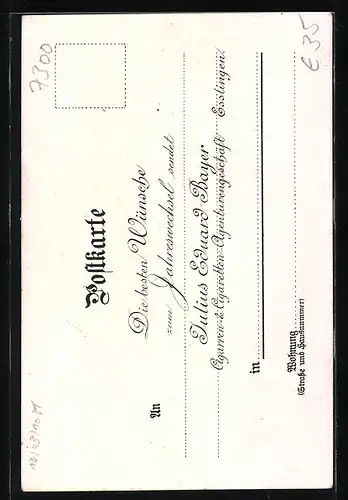 Postkarte
Die besten Wünsche
zum Jahreswechsel sendet
An
Julius Eduard Bayer
Cigarren- & Cigaretten-Agenturengeschäft Esslingen.
in
Wohnung
(Straße und Hausnummer)
7300
€ 35